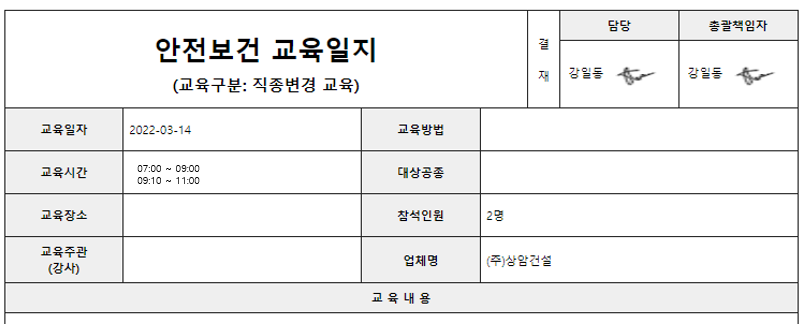 안전보건 교육일지
(교육구분: 직종변경 교육)
결재
담당
총괄책임자
강일동
강일동
교육일자
2022-03-14
교육방법
교육시간
07:00 ~ 09:00
09:10 ~ 11:00
대상공종
교육장소
참석인원
2명
교육주관
(강사)
업체명
(주)상암건설
교 육 내 용